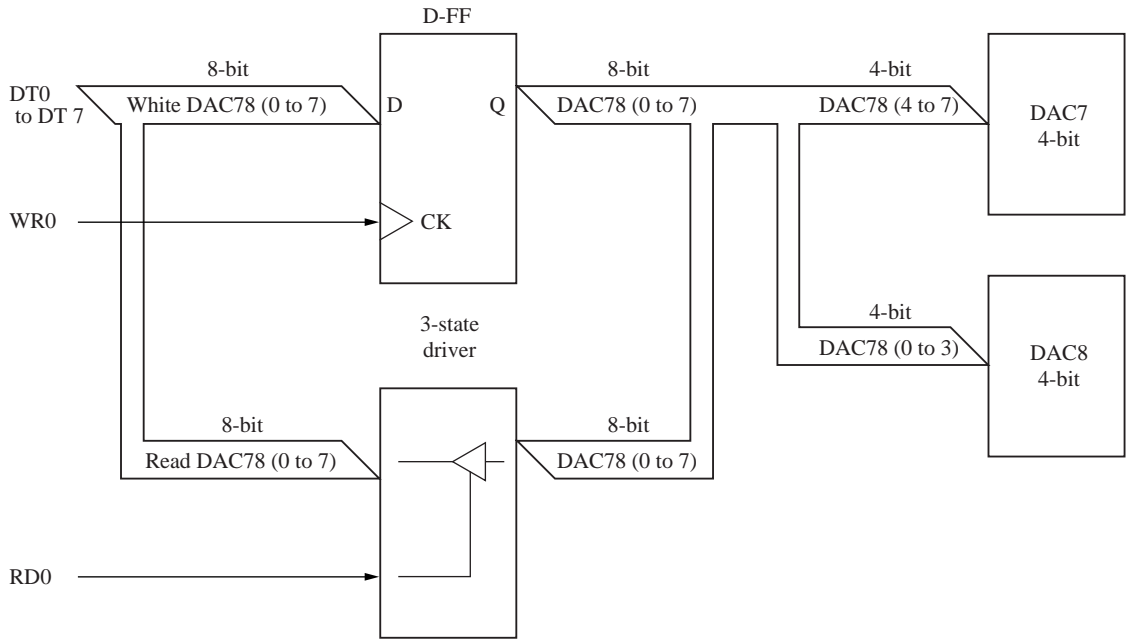 D-FF
8-bit
8-bit
4-bit
DT0
to DT 7
White DAC78 (0 to 7)
D
Q
DAC78 (0 to 7)
DAC78 (4 to 7)
DAC7
4-bit
WR0
CK
3-state
driver
4-bit
DAC78 (0 to 3)
DAC8
4-bit
8-bit
8-bit
Read DAC78 (0 to 7)
DAC78 (0 to 7)
RD0